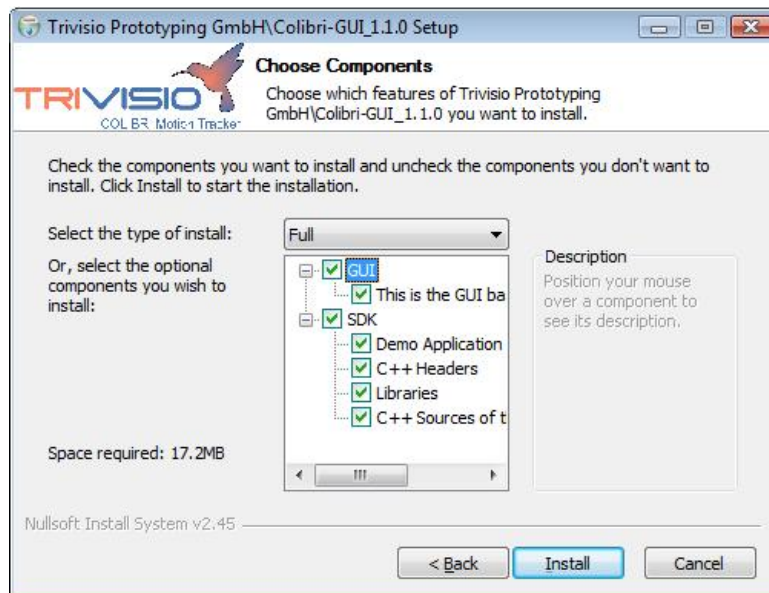 Trivisio Prototyping GmbH\Colibri-GUI_1.1.0 Setup
TRIVISIO
COLIBRI Motion Tracker
Choose Components
Choose which features of Trivisio Prototyping
GmbH\Colibri-GUI_1.1.0 you want to install.
Check the components you want to install and uncheck the components you don't want to
install. Click Install to start the installation.
Select the type of install:
Full
Or, select the optional
components you wish to
install:
GUI
This is the GUI ba
SDK
Demo Application
C++ Headers
Libraries
C++ Sources of t
Description
Position your mouse
over a component to
see its description.
Space required: 17.2MB
Nullsoft Install System v2.45
< Back
Install
Cancel